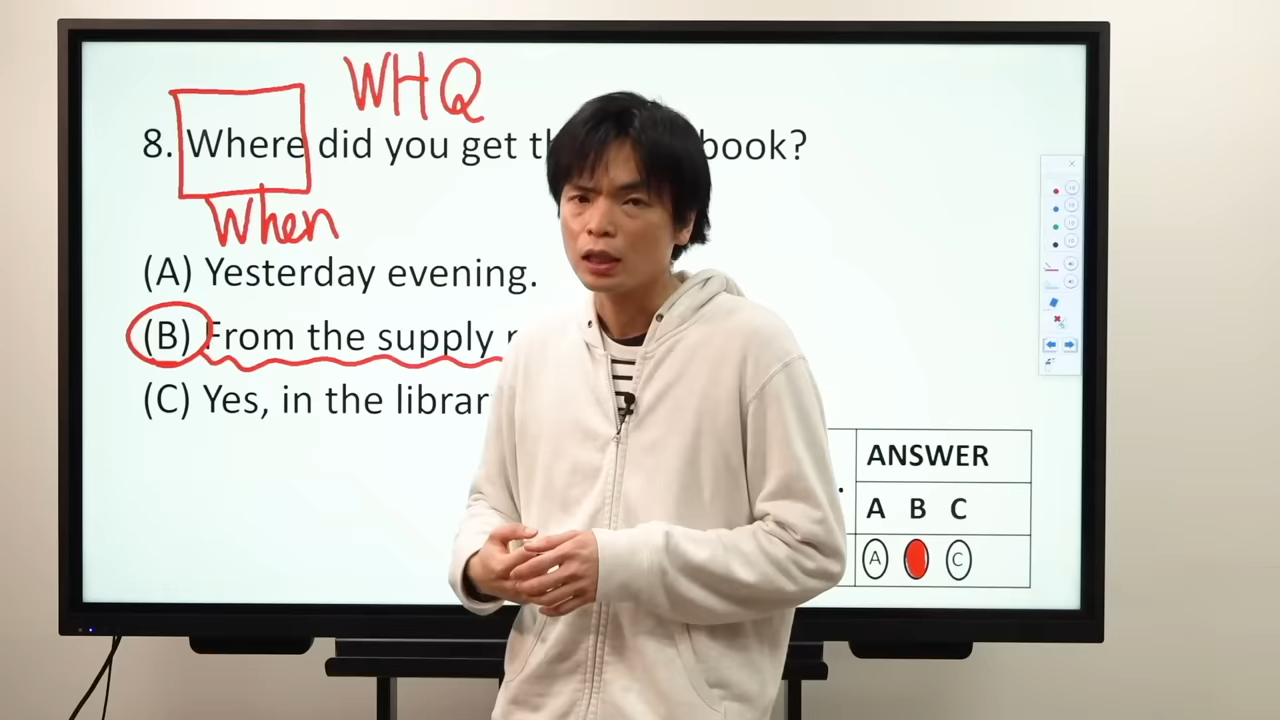 WHQ
8. Where did you get th book?
When
(A) Yesterday evening.
(B) From the supply
(C) Yes, in the librar
ANSWER
A B C
A C